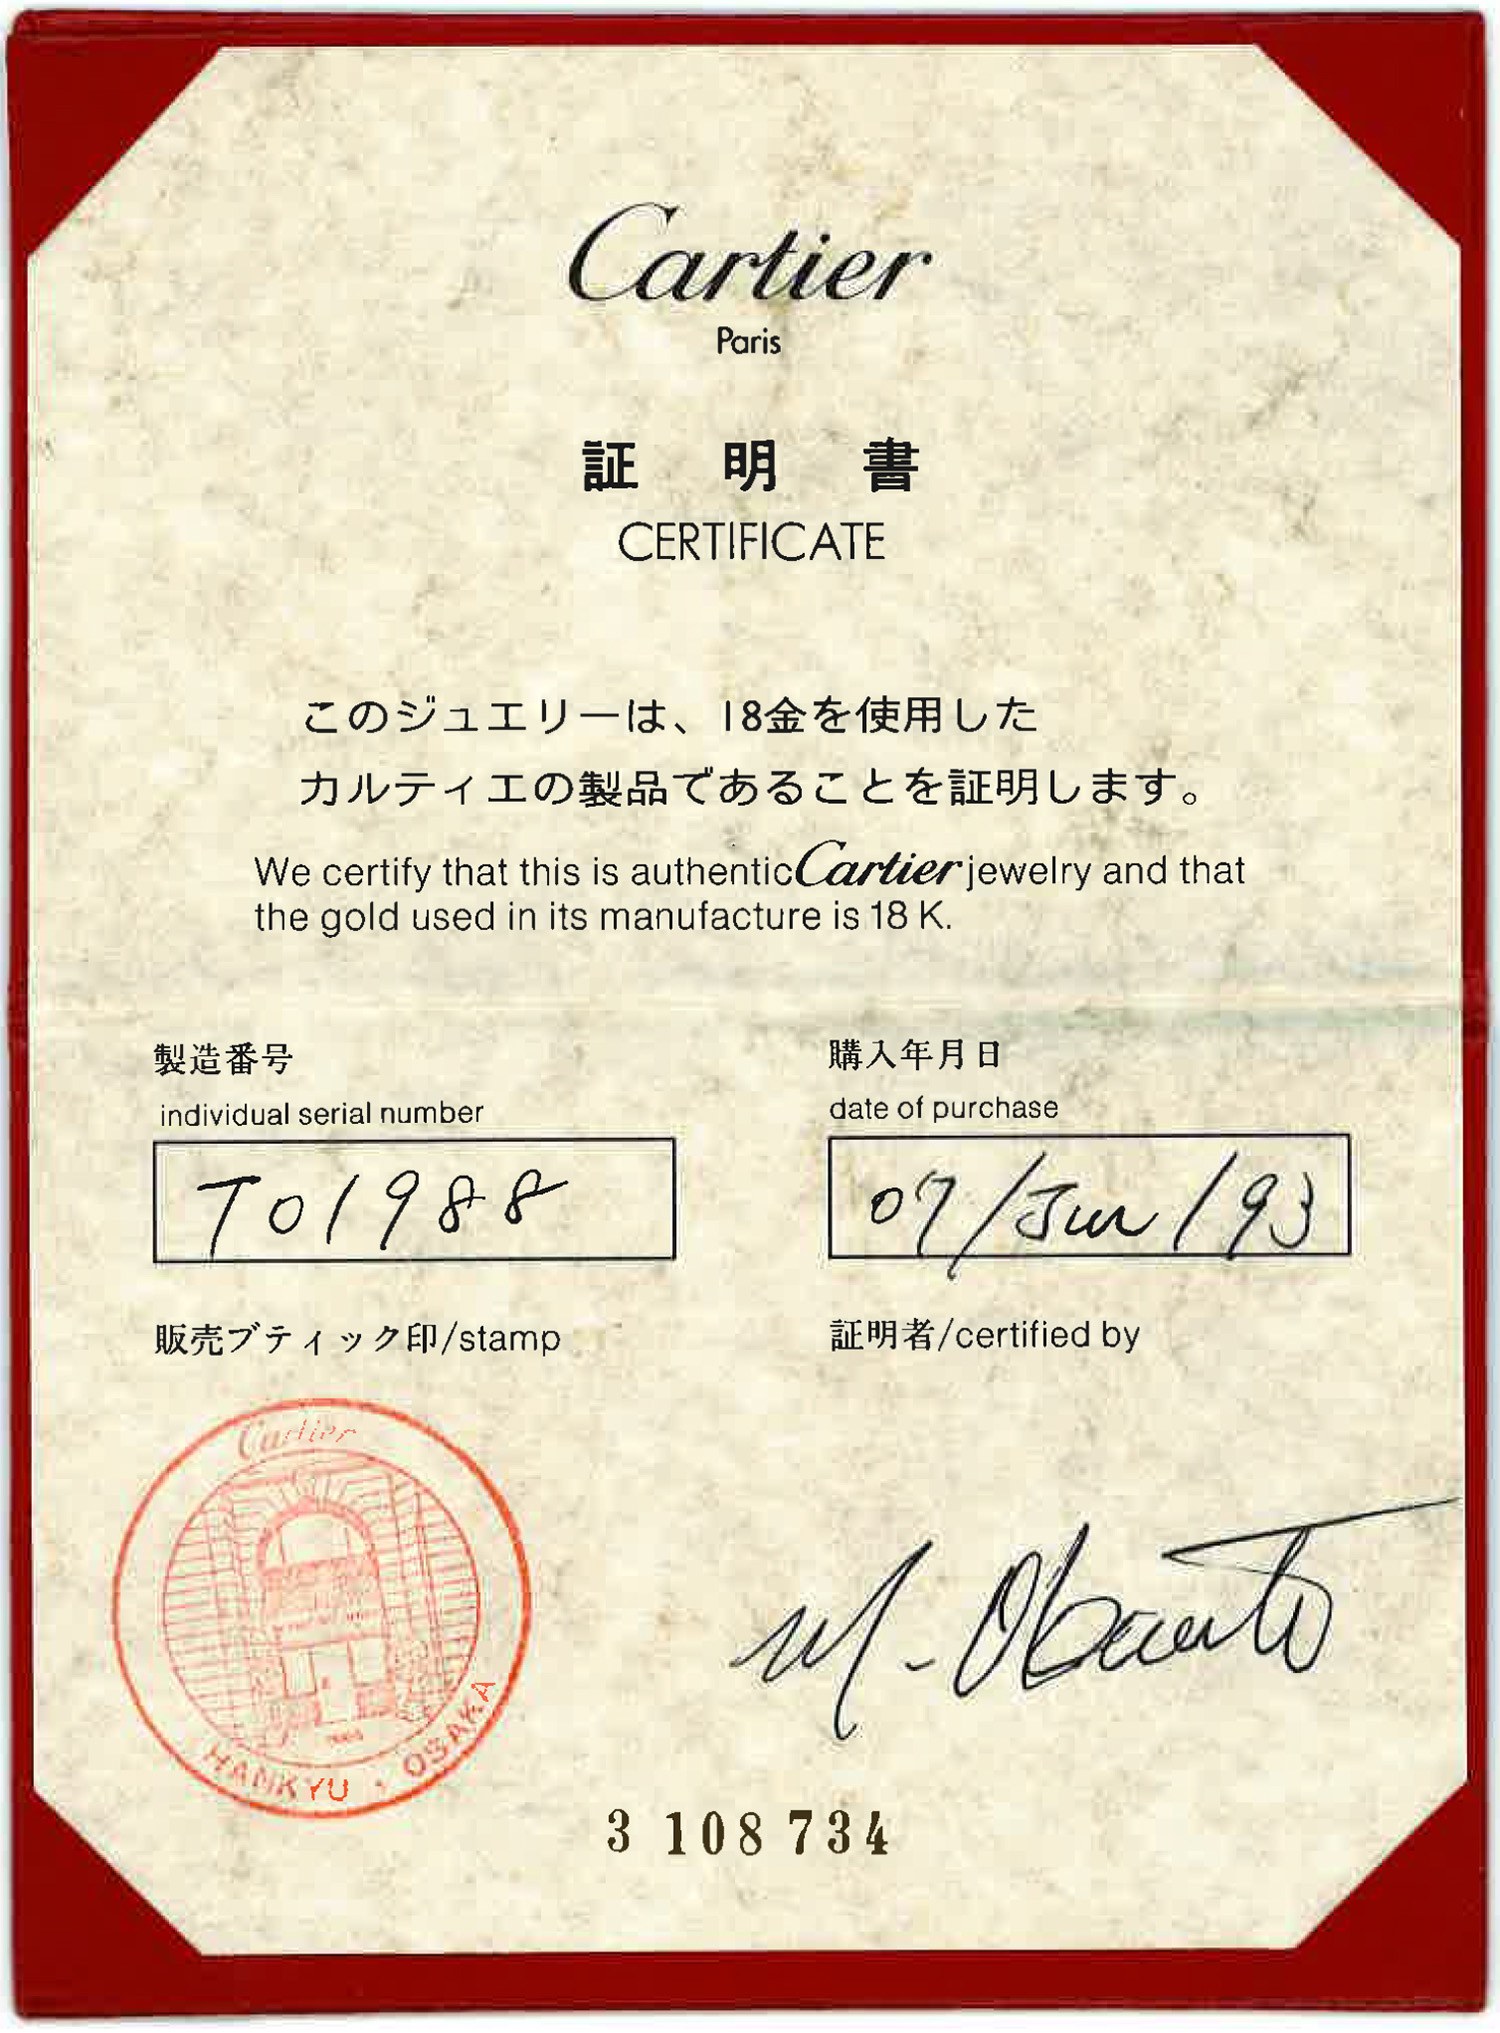 Cartier
Paris
証明書
CERTIFICATE
このジュエリーは、18金を使用した
カルティエの製品であることを証明します。
We certify that this is authentic Cartier jewelry and that
the gold used in its manufacture is 18 K.
製造番号
individual serial number
T01988
購入年月日
date of purchase
07/Jun/93
販売ブティック印/stamp
証明者/certified by
Cartier
HANKYU・OSAKA
M.
3 108 734